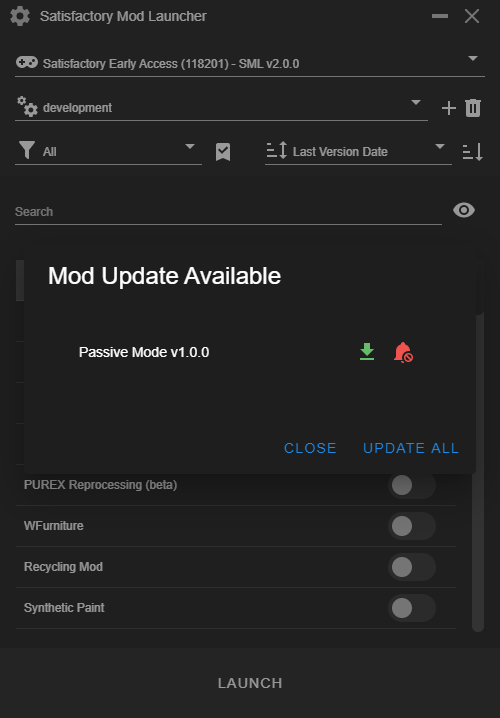 Satisfactory Mod Launcher
Satisfactory Early Access (118201) - SML v2.0.0
development
All
Last Version Date
Search
Mod Update Available
Passive Mode v1.0.0
CLOSE
UPDATE ALL
PUREX Reprocessing (beta)
WFurniture
Recycling Mod
Synthetic Paint
LAUNCH